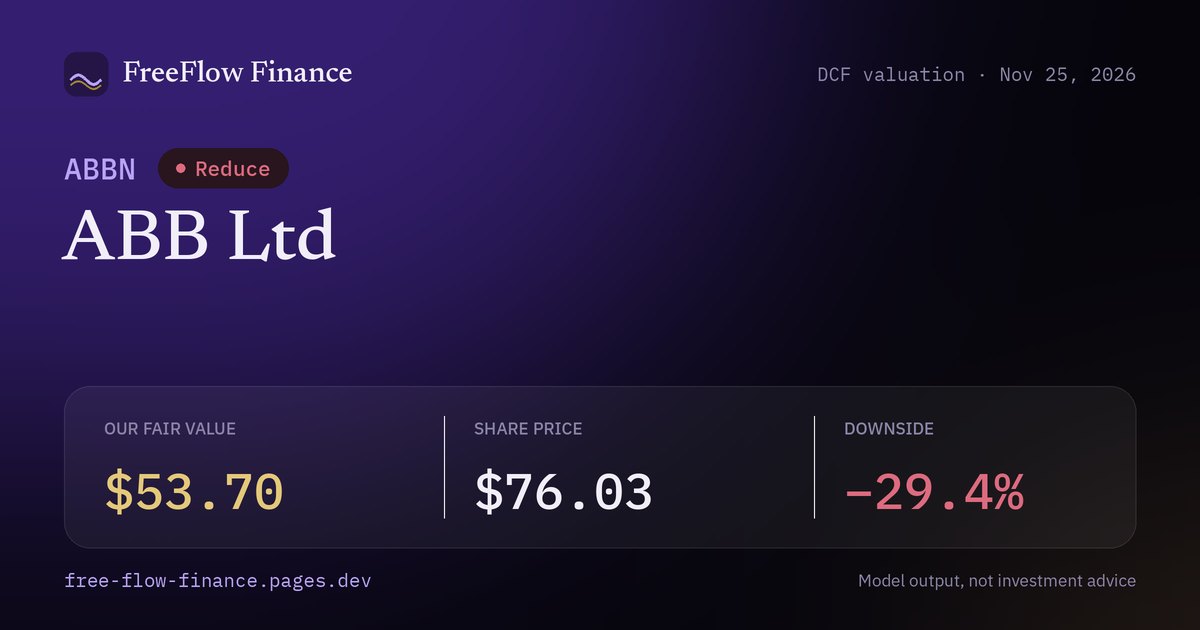 FreeFlow Finance
DCF valuation · Nov 25, 2026
ABBN
Reduce
ABB Ltd
OUR FAIR VALUE
SHARE PRICE
DOWNSIDE
$53.70
$76.03
−29.4%
free-flow-finance.pages.dev
Model output, not investment advice